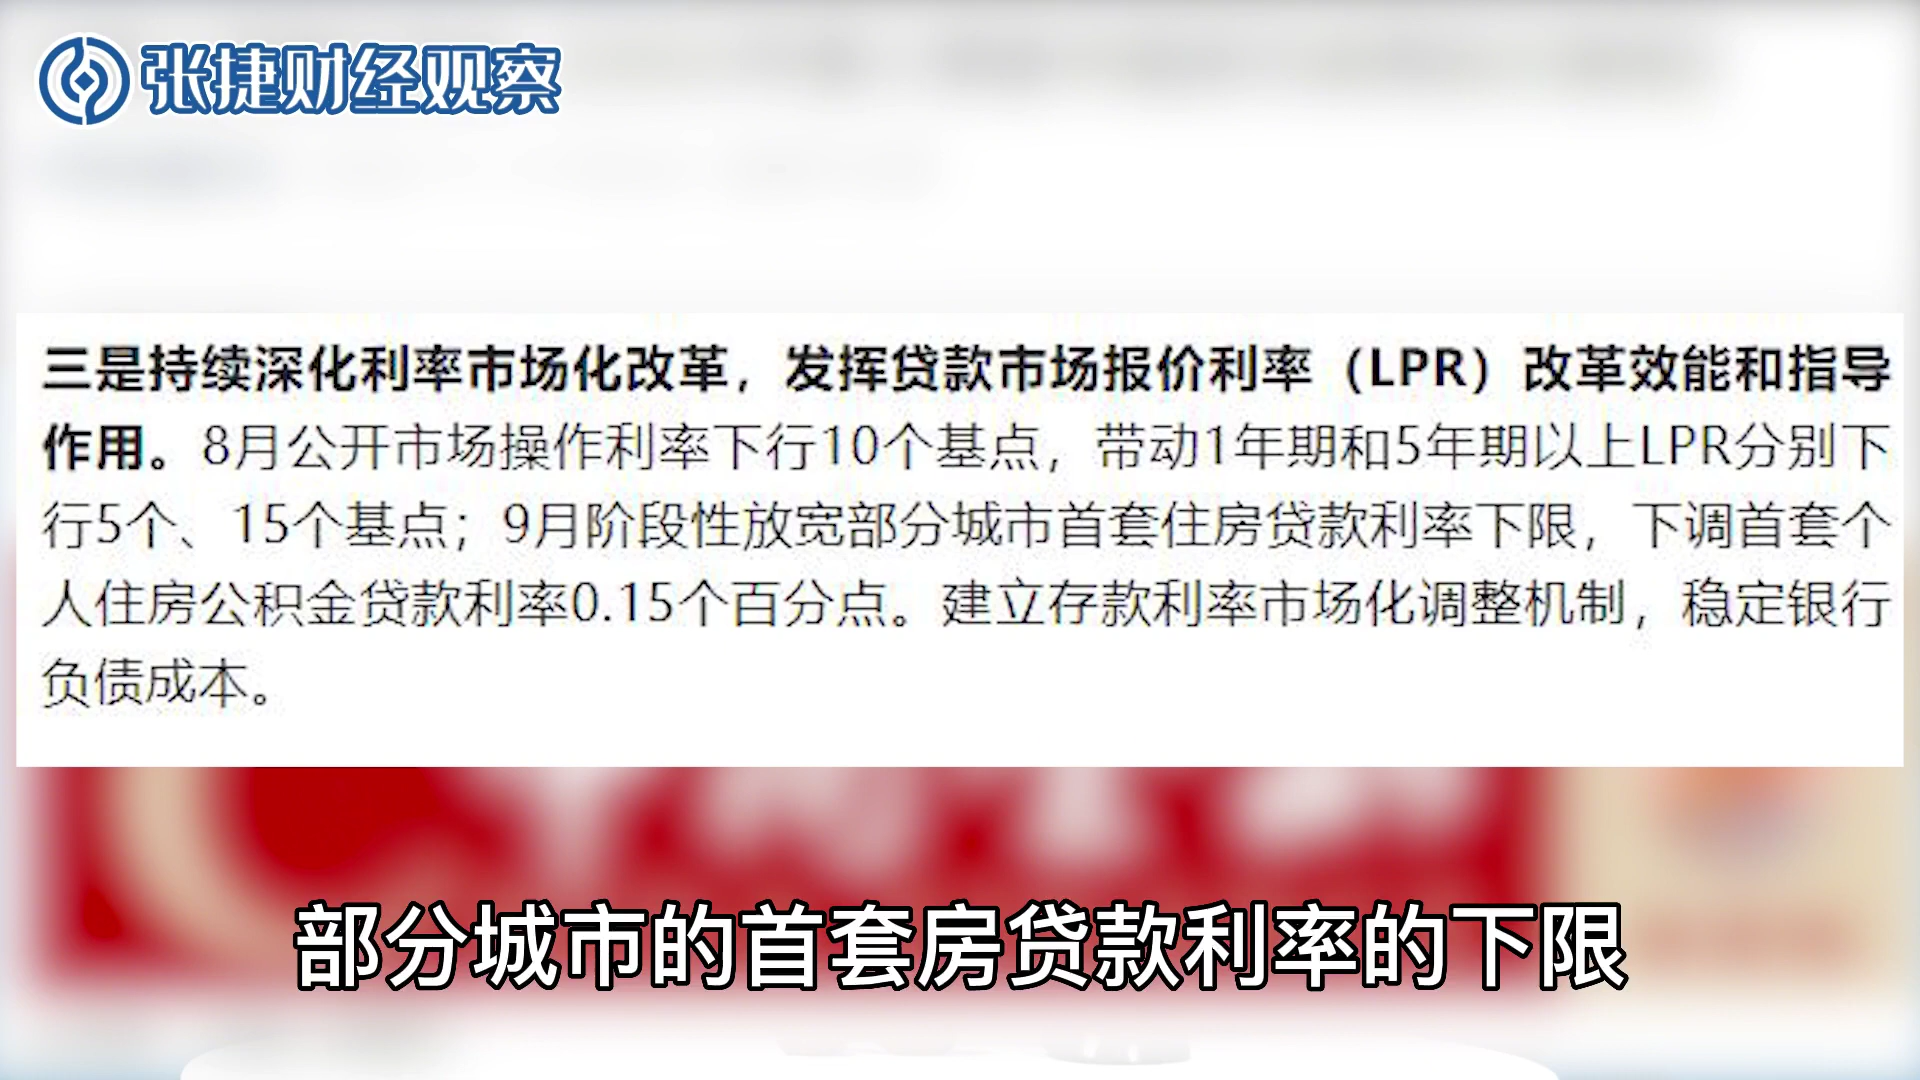 张捷财经观察
三是持续深化利率市场化改革，发挥贷款市场报价利率（LPR）改革效能和指导
作用。8月公开市场操作利率下行10个基点，带动1年期和5年期以上LPR分别下
行5个、15个基点；9月阶段性放宽部分城市首套住房贷款利率下限，下调首套个
人住房公积金贷款利率0.15个百分点。建立存款利率市场化调整机制，稳定银行
负债成本。
部分城市的首套房贷款利率的下限